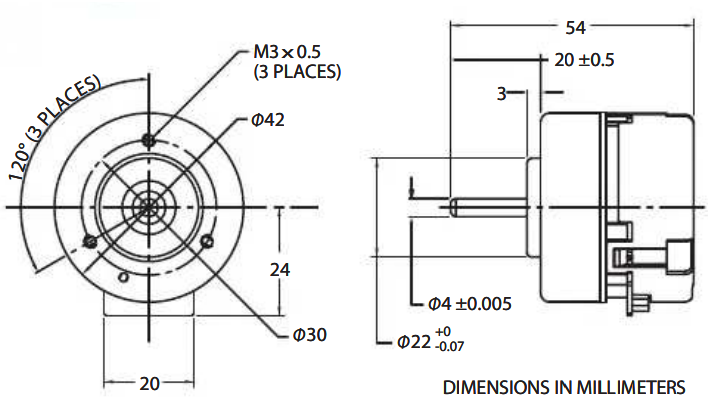 54
M3 x 0.5
(3 PLACES)
20 ±0.5
120° (3 PLACES)
3
Φ42
24
Φ4 ±0.005
Φ30
Φ22 +0 -0.07
20
DIMENSIONS IN MILLIMETERS